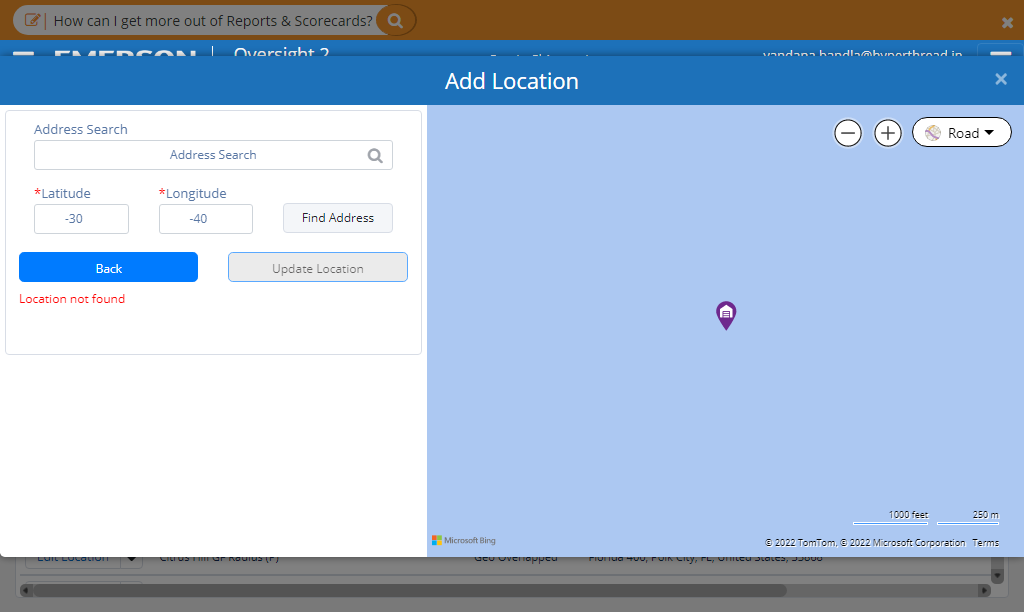 How can I get more out of Reports & Scorecards?
EMERSON
Oversight 2
vandana.bandla@hyperthread.in
Add Location
Address Search
Address Search
*Latitude
*Longitude
-30
-40
Find Address
Back
Update Location
Location not found
Road
1000 feet
250 m
Microsoft Bing
© 2022 TomTom, © 2022 Microsoft Corporation Terms
Edit Location
Citrus Hill GP Radius (P)
Geo Overlapped
Florida 400, Polk City, FL, United States, 33868